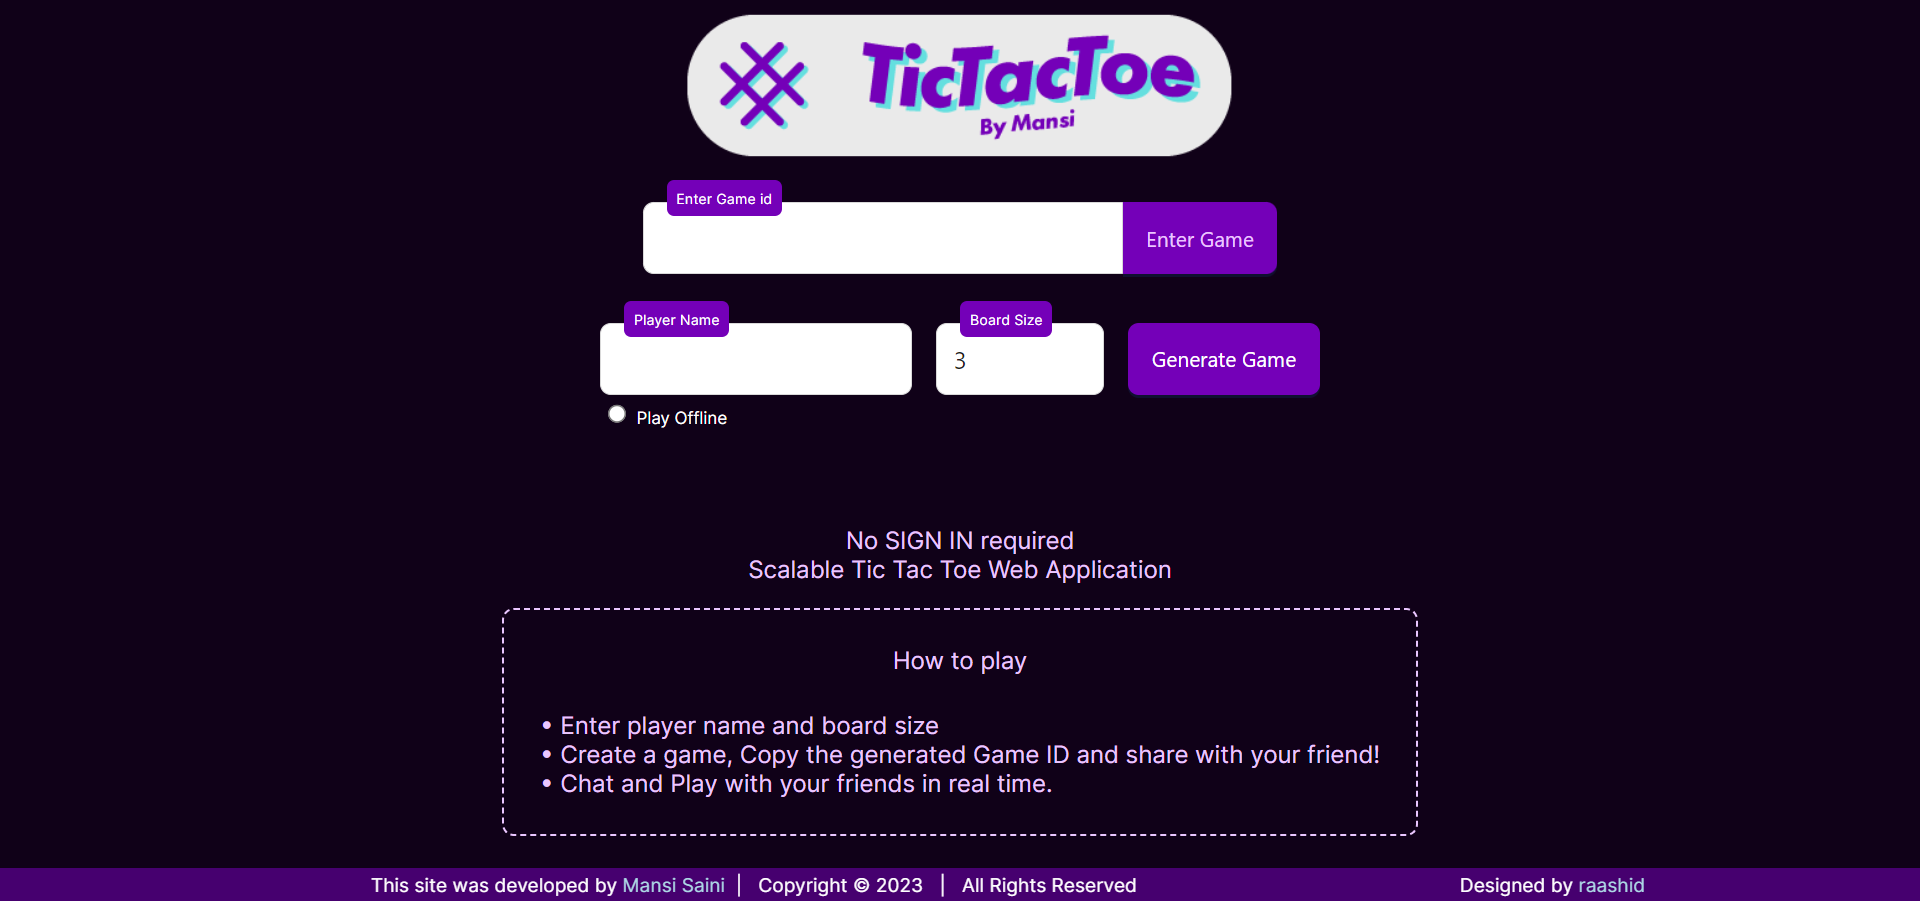 TicTacToe
By Mansi
Enter Game id
Enter Game
Player Name
Board Size
3
Generate Game
Play Offline
No SIGN IN required
Scalable Tic Tac Toe Web Application
How to play
• Enter player name and board size
• Create a game, Copy the generated Game ID and share with your friend!
• Chat and Play with your friends in real time.
This site was developed by Mansi Saini | Copyright © 2023 | All Rights Reserved
Designed by raashid